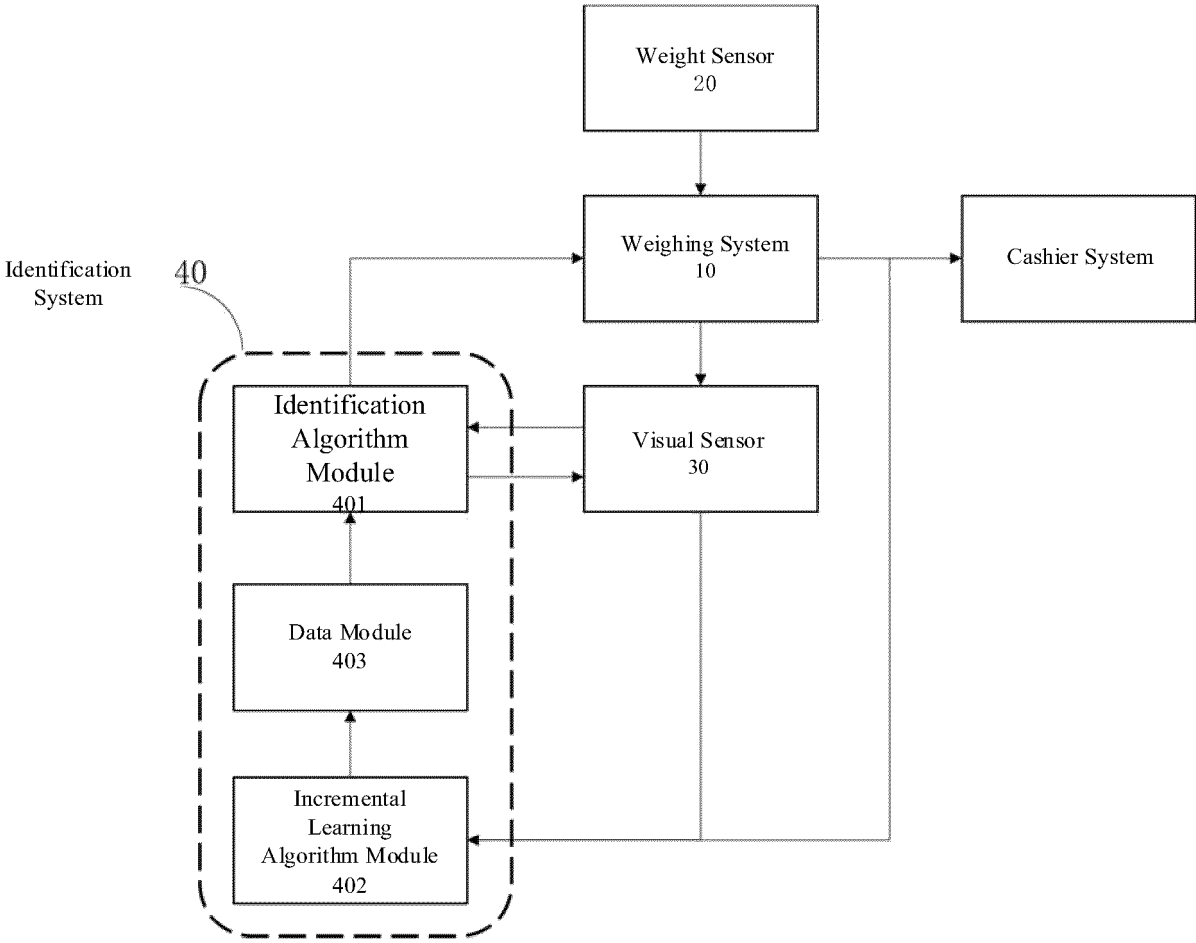 Weight Sensor
20
Weighing System
10
Cashier System
Identification
System
40
Identification
Algorithm
Module
401
Visual Sensor
30
Data Module
403
Incremental
Learning
Algorithm Module
402